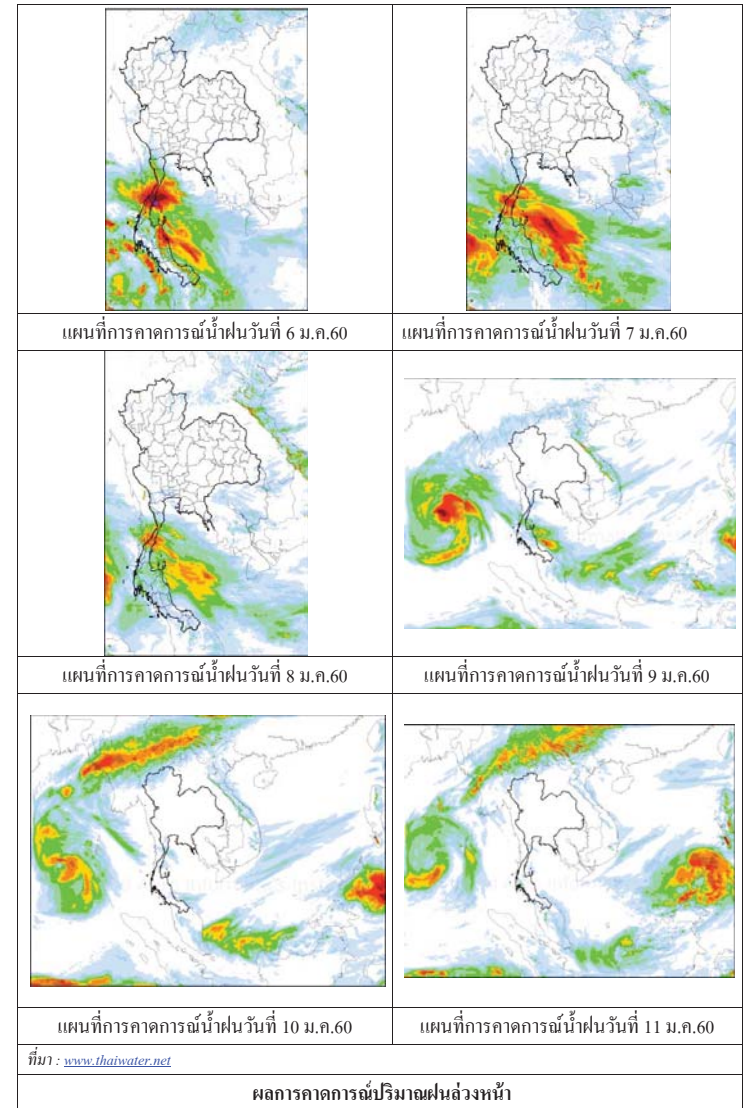 แผนที่การคาดการณ์น้ำฝนวันที่ 6 ม.ค.60
แผนที่การคาดการณ์น้ำฝนวันที่ 7 ม.ค.60
แผนที่การคาดการณ์น้ำฝนวันที่ 8 ม.ค.60
แผนที่การคาดการณ์น้ำฝนวันที่ 9 ม.ค.60
แผนที่การคาดการณ์น้ำฝนวันที่ 10 ม.ค.60
แผนที่การคาดการณ์น้ำฝนวันที่ 11 ม.ค.60
ที่มา : www.thaiwater.net
ผลการคาดการณ์ปริมาณฝนล่วงหน้า